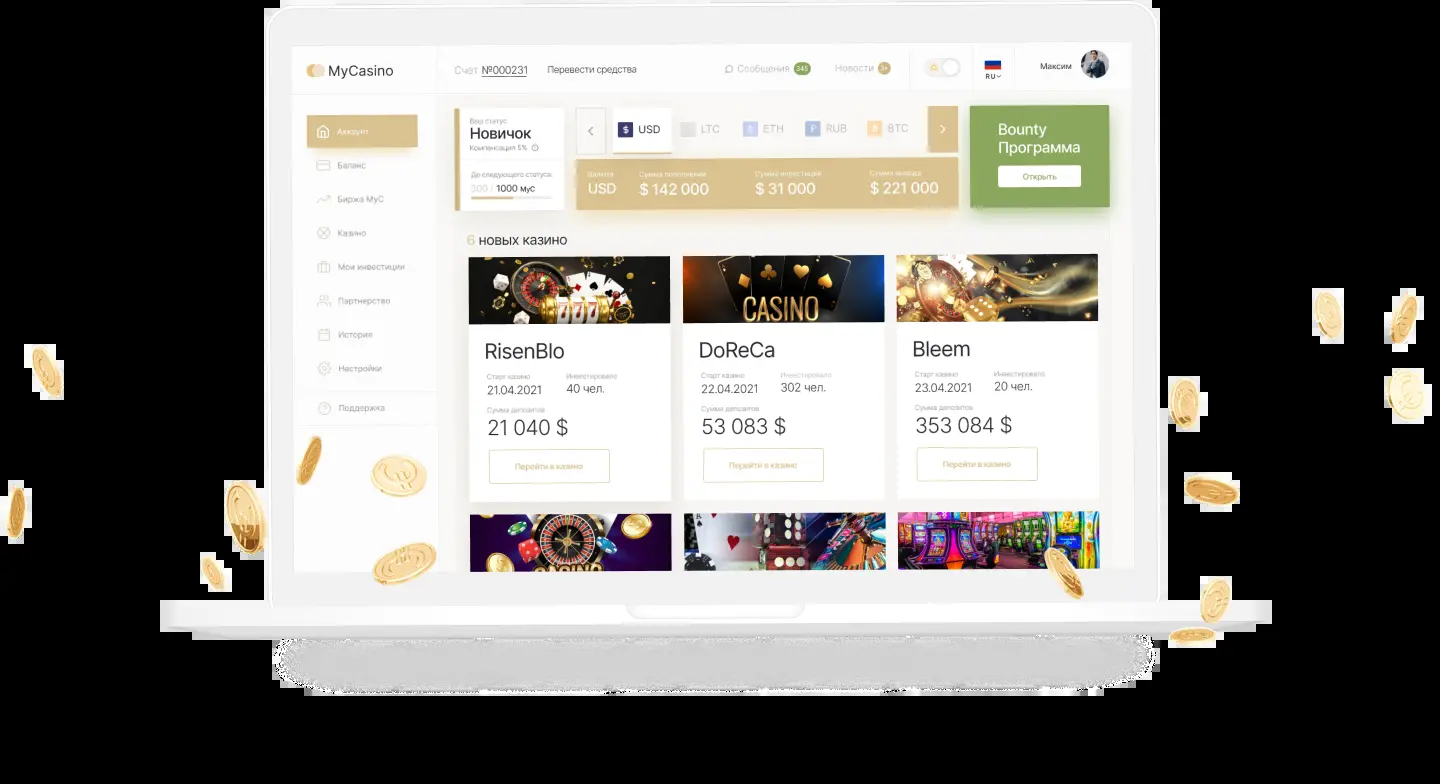 MyCasino
Счет №000231
Перевести средства
Сообщения 345
Новости 3+
RU
Максим
Аккаунт
Баланс
Биржа МуС
Казино
Мои инвестиции
Партнерство
История
Настройки
Поддержка
Ваш статус
Новичок
Компенсация 5%
До следующего статуса:
300 / 1000 мус
USD
LTC
ETH
RUB
BTC
Валюта
USD
Сумма пополнений
$ 142 000
Сумма инвестиций
$ 31 000
Сумма вывода
$ 221 000
Bounty
Программа
Открыть
6 новых казино
777
RisenBlo
Старт казино
21.04.2021
Инвестировало
40 чел.
Сумма депозитов
21 040 $
Перейти в казино
CASINO
DoReCa
Старт казино
22.04.2021
Инвестировало
302 чел.
Сумма депозитов
53 083 $
Перейти в казино
Bleem
Старт казино
23.04.2021
Инвестировало
20 чел.
Сумма депозитов
353 084 $
Перейти в казино
CASINO